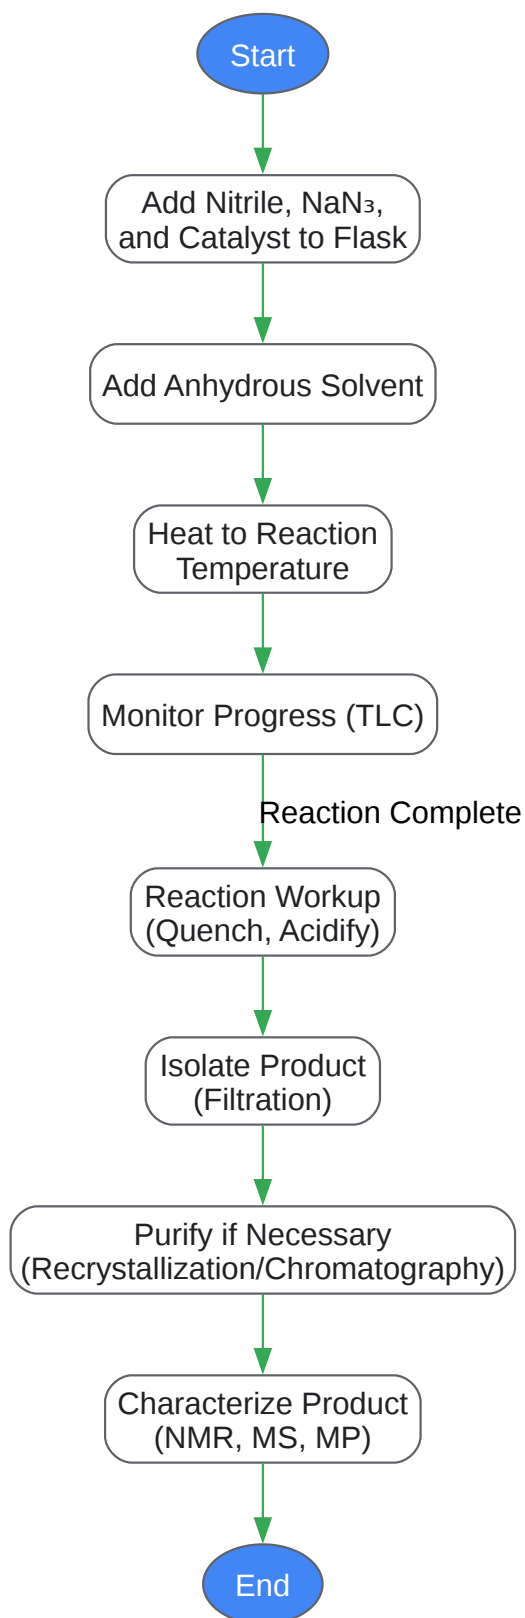 Start
Add Nitrile, NaN₃,
and Catalyst to Flask
Add Anhydrous Solvent
Heat to Reaction
Temperature
Monitor Progress (TLC)
Reaction Complete
Reaction Workup
(Quench, Acidify)
Isolate Product
(Filtration)
Purify if Necessary
(Recrystallization/Chromatography)
Characterize Product
(NMR, MS, MP)
End